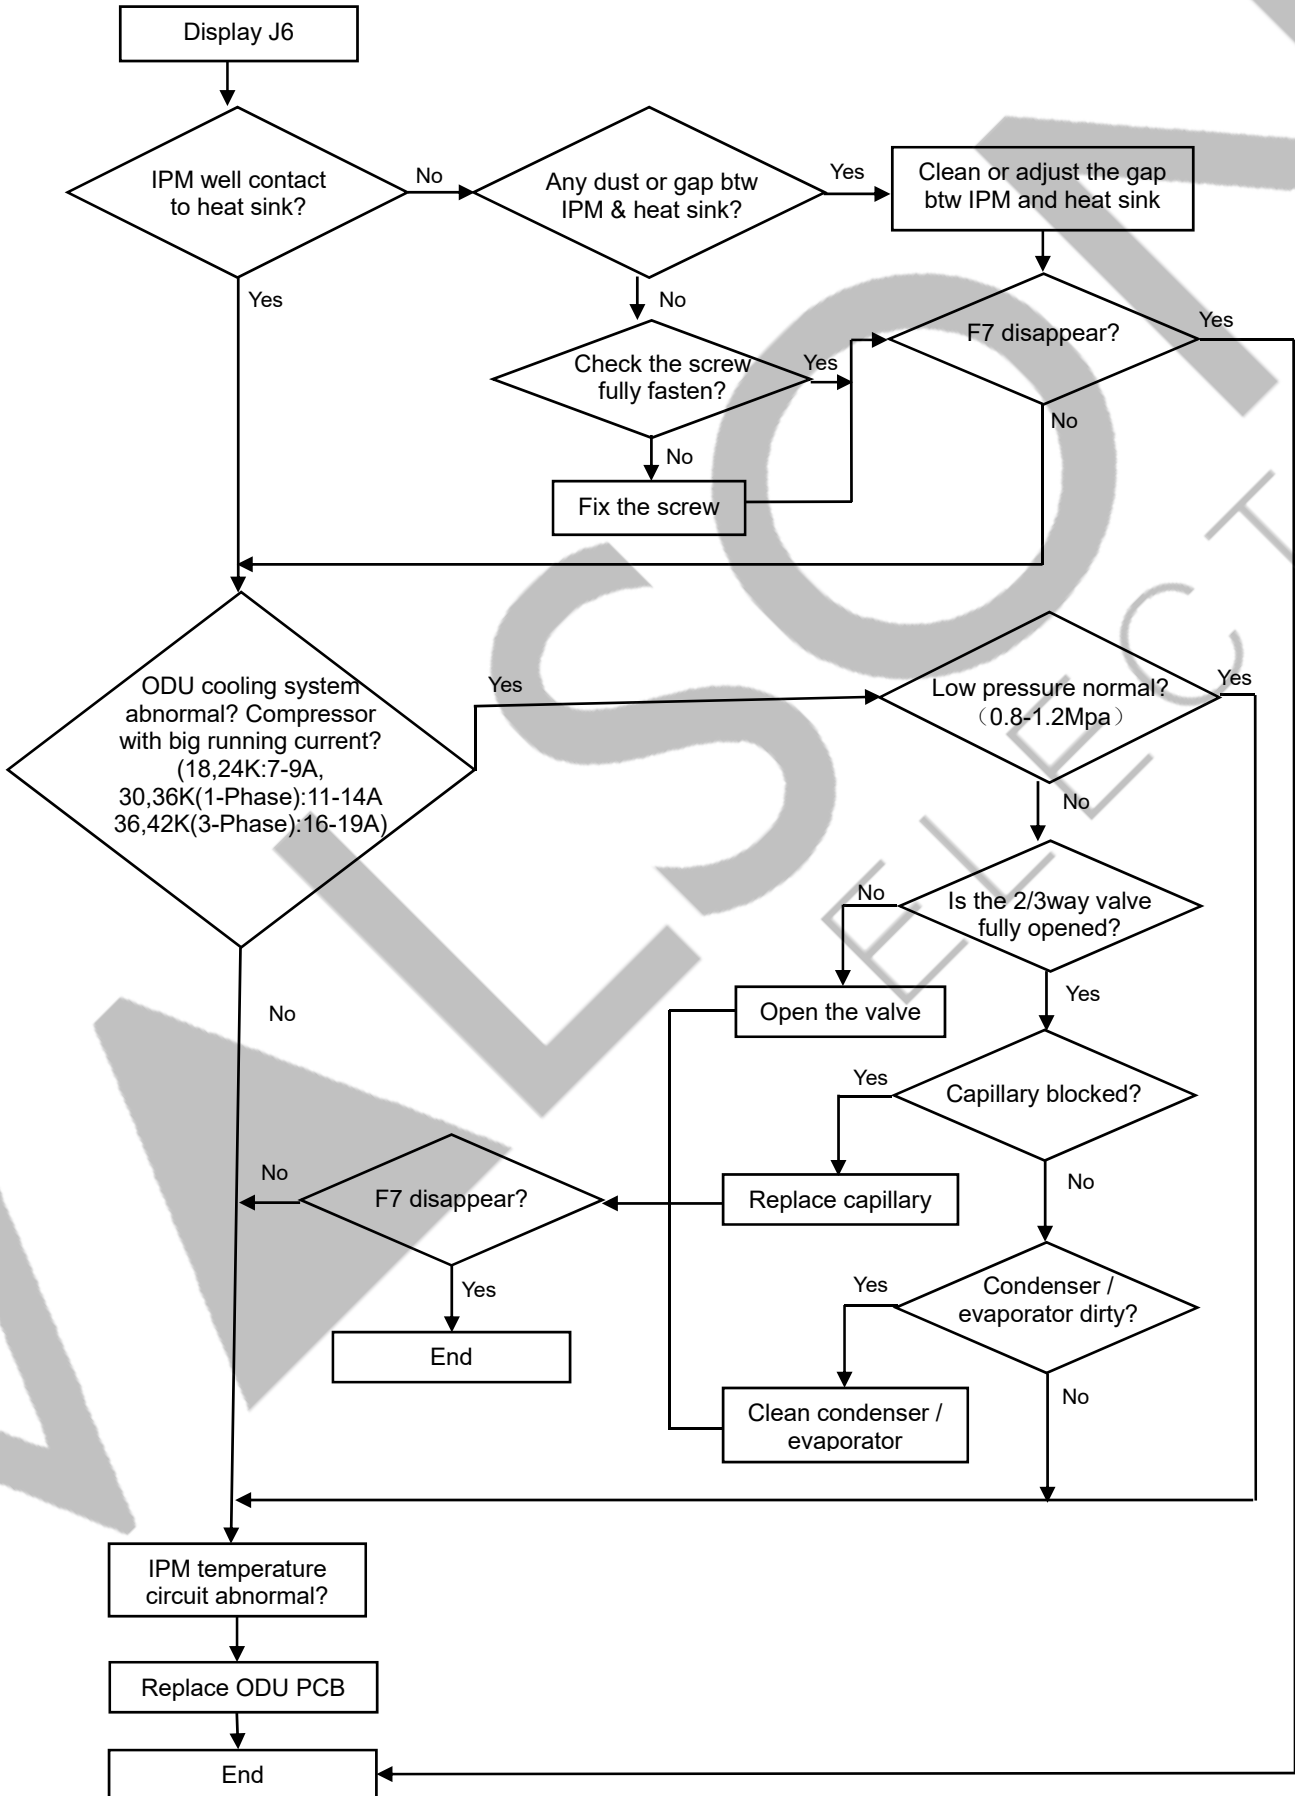 Display J6
IPM well contact
to heat sink?
No
Any dust or gap btw
IPM & heat sink?
Yes
Clean or adjust the gap
btw IPM and heat sink
Yes
No
Check the screw
fully fasten?
Yes
F7 disappear?
Yes
No
No
Fix the screw
ODU cooling system
abnormal? Compressor
with big running current?
(18,24K:7-9A,
30,36K(1-Phase):11-14A
36,42K(3-Phase):16-19A)
Yes
Low pressure normal?
（0.8-1.2Mpa）
Yes
No
No
Is the 2/3way valve
fully opened?
No
Open the valve
Yes
Yes
Capillary blocked?
No
F7 disappear?
Replace capillary
No
Yes
Yes
Condenser /
evaporator dirty?
End
Clean condenser /
evaporator
No
IPM temperature
circuit abnormal?
Replace ODU PCB
End
VALSON
ELECT